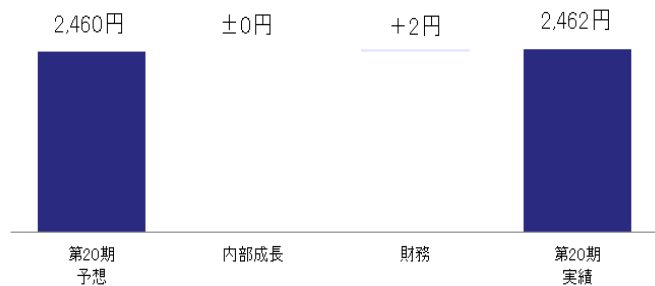 2,460円
±0円
+2円
2,462円
第20期
予想
内部成長
財務
第20期
実績